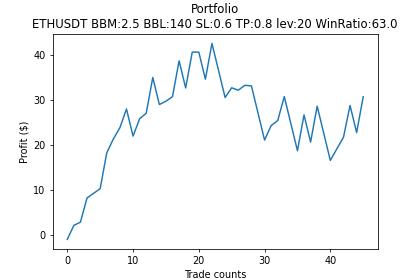 Portfolio
ETHUSDT BBM:2.5 BBL:140 SL:0.6 TP:0.8 lev:20 WinRatio:63.0
40
30
20
10
0
Profit ($)
0 10 20 30 40
Trade counts